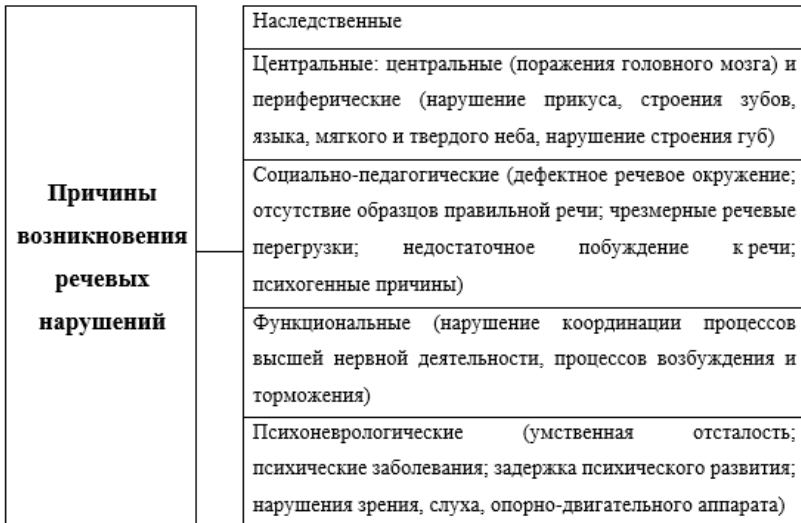 Причины
возникновения
речевых
нарушений
Наследственные
Центральные: центральные (поражения головного мозга) и
периферические (нарушение прикуса, строения зубов,
языка, мягкого и твердого неба, нарушение строения губ)
Социально-педагогические (дефектное речевое окружение;
отсутствие образцов правильной речи; чрезмерные речевые
перегрузки; недостаточное побуждение к речи;
психогенные причины)
Функциональные (нарушение координации процессов
высшей нервной деятельности, процессов возбуждения и
торможения)
Психоневрологические (умственная отсталость;
психические заболевания; задержка психического развития;
нарушения зрения, слуха, опорно-двигательного аппарата)